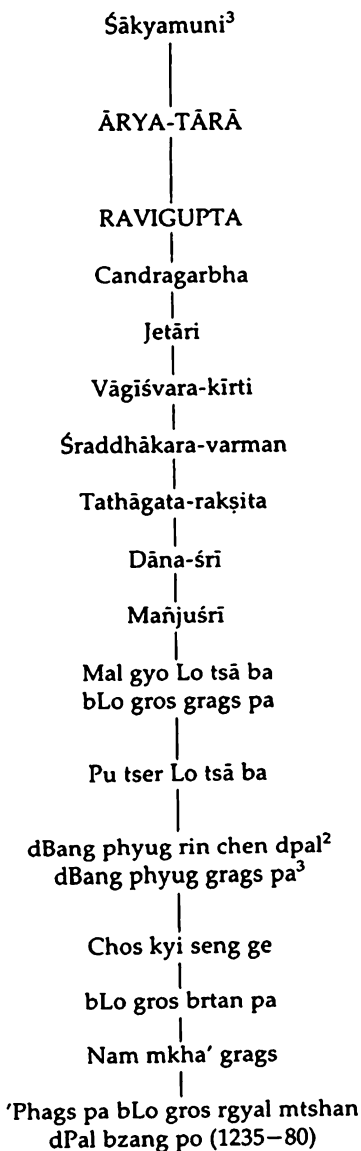 Śākyamuni³
ĀRYA-TĀRĀ
RAVIGUPTA
Candragarbha
Jetāri
Vāgīśvara-kīrti
Śraddhākara-varman
Tathāgata-rakṣita
Dāna-śrī
Mañjuśrī
Mal gyo Lo tsā ba
bLo gros grags pa
Pu tser Lo tsā ba
dBang phyug rin chen dpal²
dBang phyug grags pa³
Chos kyi seng ge
bLo gros brtan pa
Nam mkha' grags
'Phags pa bLo gros rgyal mtshan
dPal bzang po (1235–80)